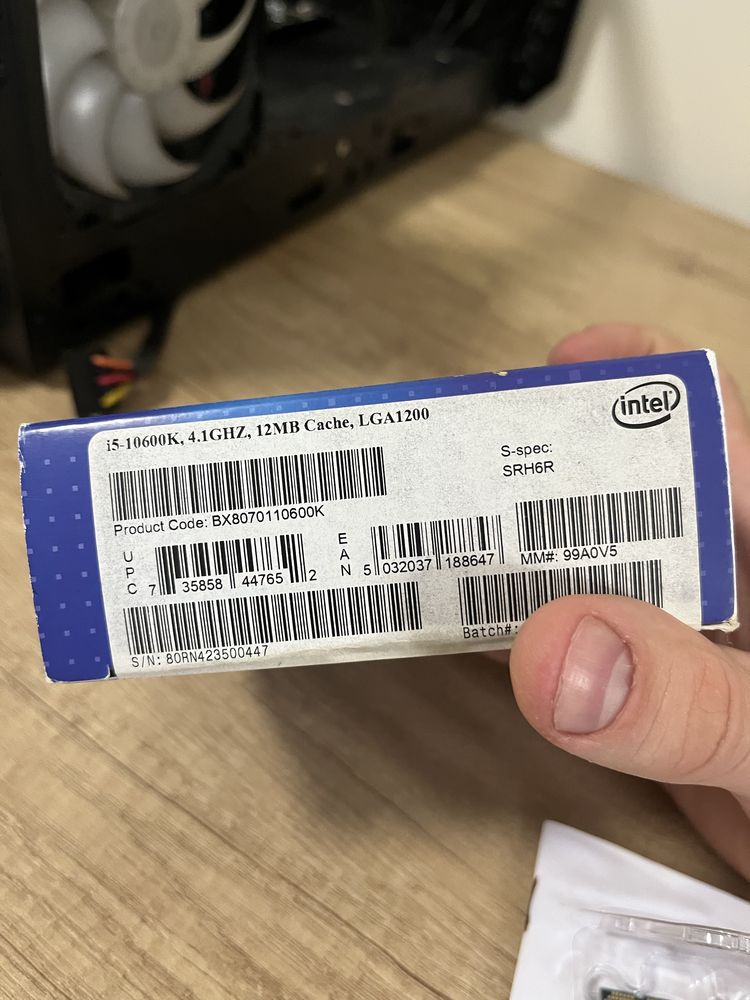 i5-10600K, 4.1GHZ, 12MB Cache, LGA1200
intel
S-spec:
SRH6R
Product Code: BX8070110600K
UPC
7 35858 44765 2
EAN
5 032037 188647
MM#: 99A0V5
S/N: 80RN423500447
Batch#: